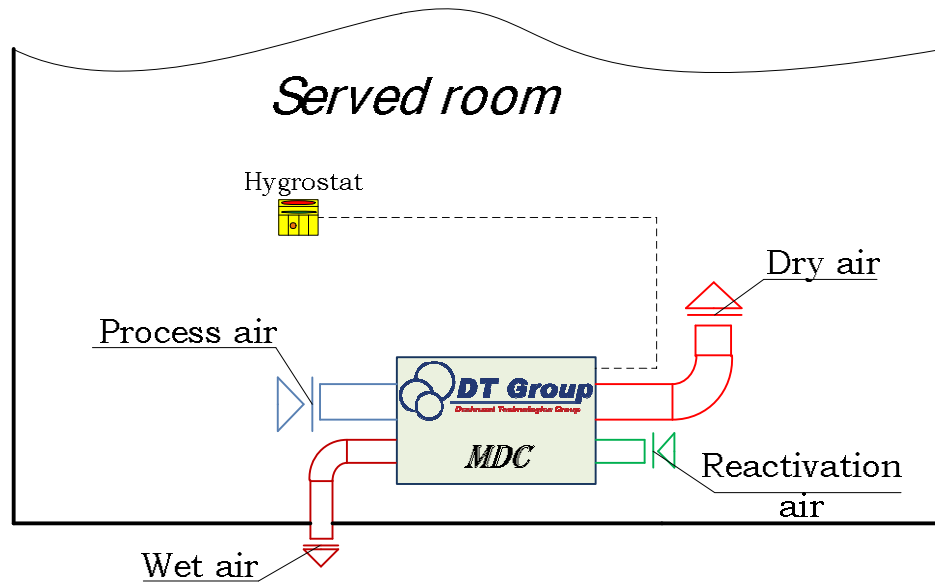 Served room
Hygrostat
Dry air
Process air
DT Group
MDC
Reactivation
air
Wet air